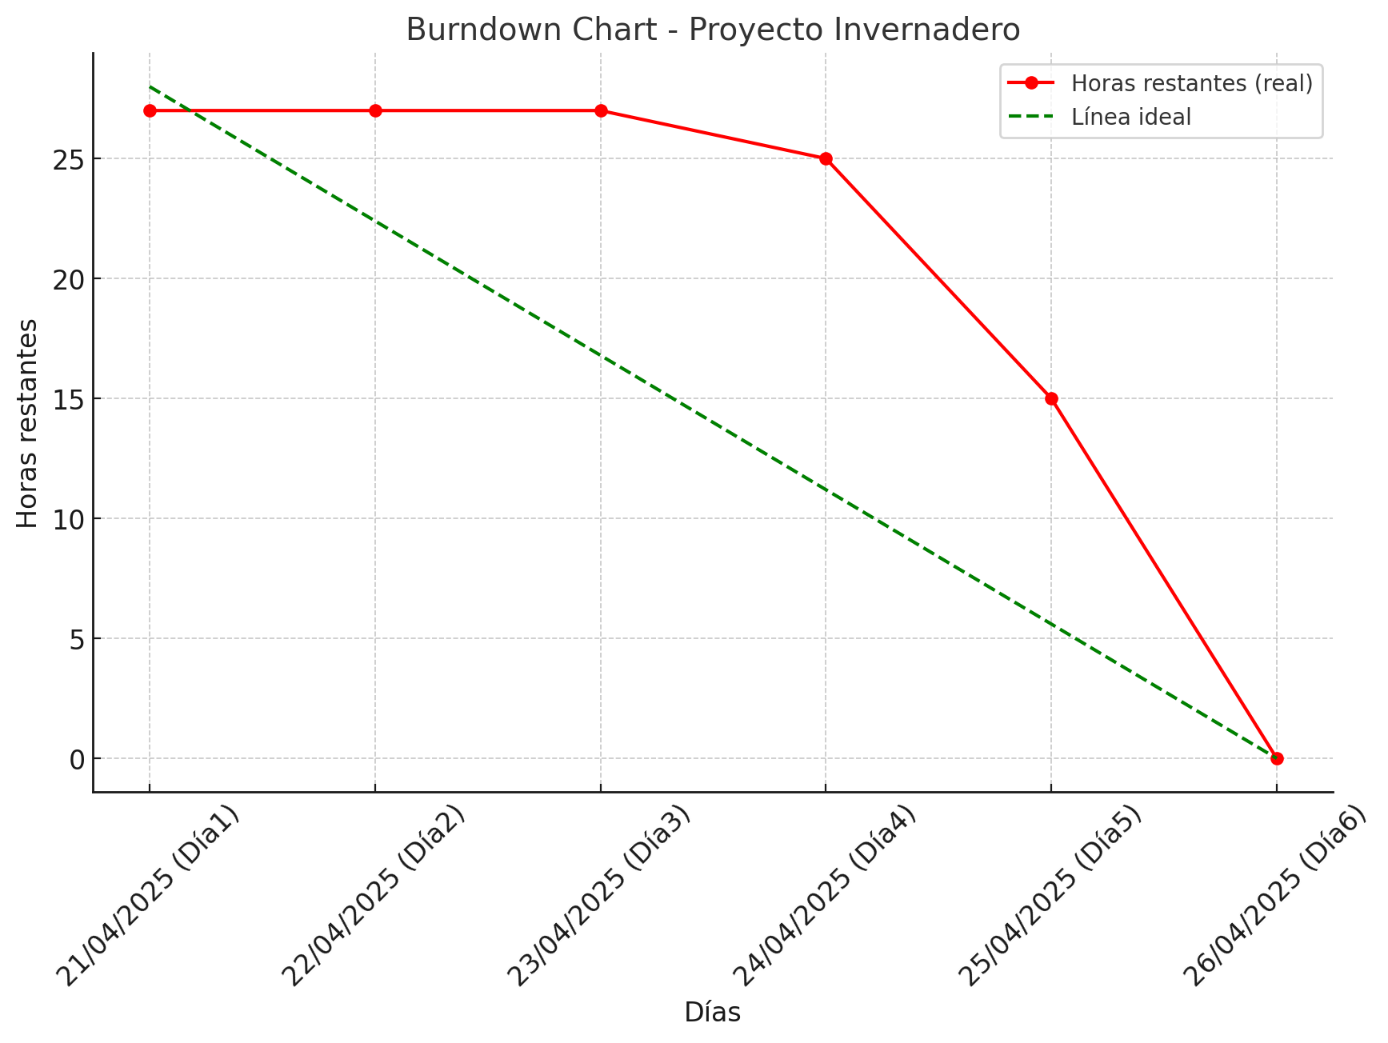 Burndown Chart - Proyecto Invernadero
Horas restantes (real)
Línea ideal
Horas restantes
25
20
15
10
5
0
21/04/2025 (Día1)
22/04/2025 (Día2)
23/04/2025 (Día3)
24/04/2025 (Día4)
25/04/2025 (Día5)
26/04/2025 (Día6)
Días